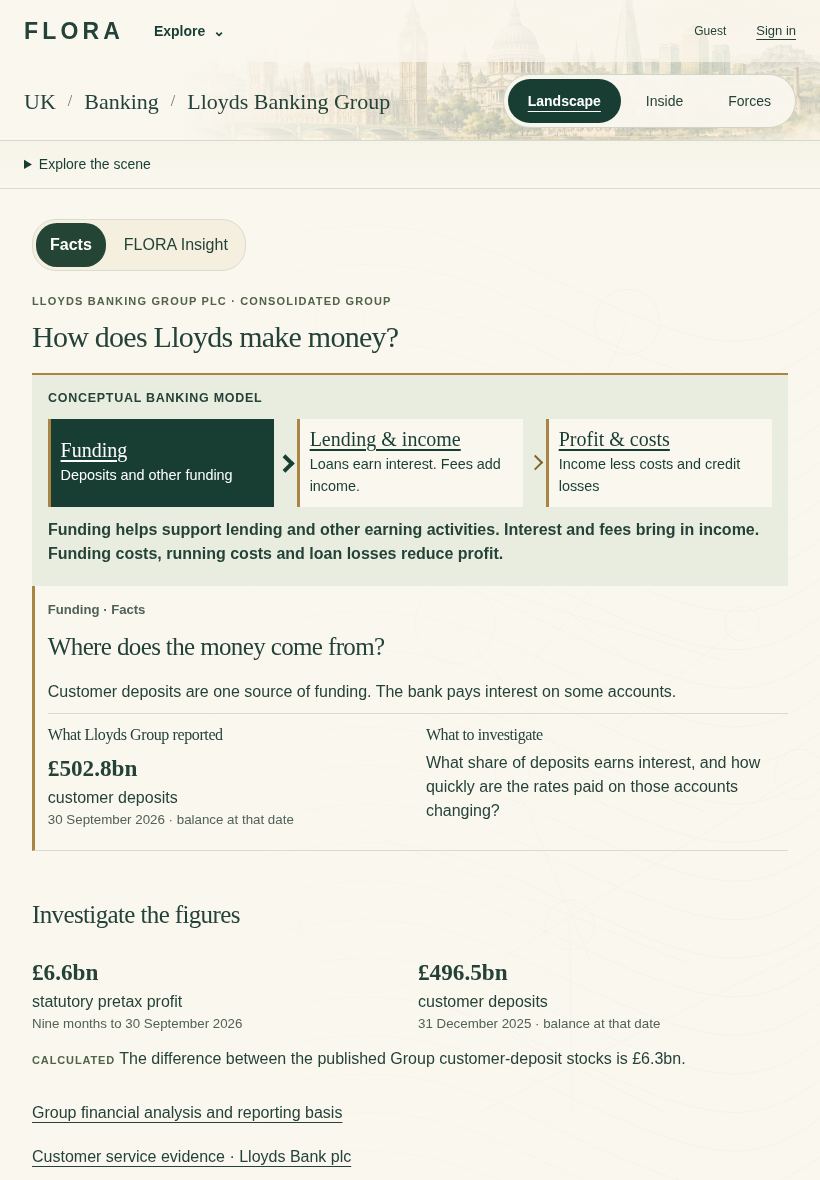 FLORA
Explore
Guest
Sign in
UK / Banking / Lloyds Banking Group
Landscape
Inside
Forces
Explore the scene
Facts
FLORA Insight
LLOYDS BANKING GROUP PLC · CONSOLIDATED GROUP
How does Lloyds make money?
CONCEPTUAL BANKING MODEL
Funding
Deposits and other funding
Lending & income
Loans earn interest. Fees add
income.
Profit & costs
Income less costs and credit
losses
Funding helps support lending and other earning activities. Interest and fees bring in income.
Funding costs, running costs and loan losses reduce profit.
Funding · Facts
Where does the money come from?
Customer deposits are one source of funding. The bank pays interest on some accounts.
What Lloyds Group reported
£502.8bn
customer deposits
30 September 2026 · balance at that date
What to investigate
What share of deposits earns interest, and how
quickly are the rates paid on those accounts
changing?
Investigate the figures
£6.6bn
statutory pretax profit
Nine months to 30 September 2026
£496.5bn
customer deposits
31 December 2025 · balance at that date
CALCULATED The difference between the published Group customer-deposit stocks is £6.3bn.
Group financial analysis and reporting basis
Customer service evidence · Lloyds Bank plc